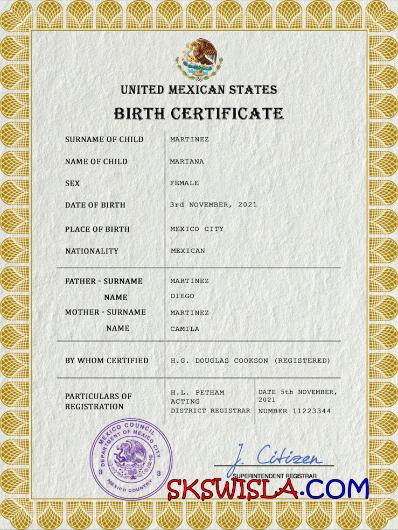 UNITED MEXICAN STATES
BIRTH CERTIFICATE
SURNAME OF CHILD MARTINEZ
NAME OF CHILD MARIANA
SEX FEMALE
DATE OF BIRTH 3rd NOVEMBER, 2021
PLACE OF BIRTH MEXICO CITY
NATIONALITY MEXICAN
FATHER - SURNAME MARTINEZ
NAME DIEGO
MOTHER - SURNAME MARTINEZ
NAME CAMILA
BY WHOM CERTIFIED H.G. DOUGLAS COOKSON (REGISTERED)
PARTICULARS OF
REGISTRATION
H.L. PETHAM
ACTING
DISTRICT REGISTRAR
DATE 5th NOVEMBER,
2021
NUMBER 11223344
MEXICO COUNCIL
DEPARTMENT OF MEXICO CITY
MEXICO COUNTRY
J. Citizen
SUPERINTENDENT REGISTRAR
SKSWISLA.COM